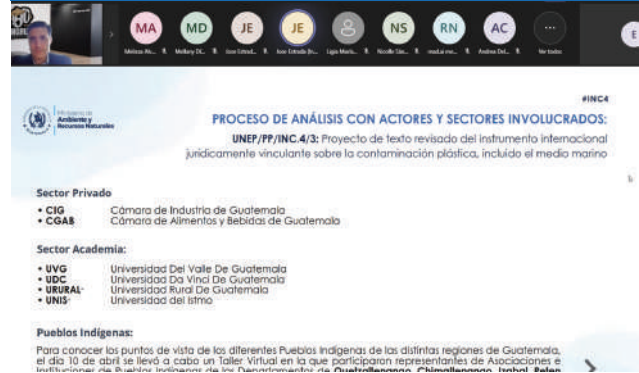 MA MD JE JE NS RN AC ... E
Ver todos
#INC4
Ministerio de
Ambiente y
Recursos Naturales
PROCESO DE ANÁLISIS CON ACTORES Y SECTORES INVOLUCRADOS:
UNEP/PP/INC.4/3: Proyecto de texto revisado del instrumento internacional
jurídicamente vinculante sobre la contaminación plástica, incluido el medio marino
Sector Privado
• CIG Cámara de Industria de Guatemala
• CGAB Cámara de Alimentos y Bebidas de Guatemala
Sector Academia:
• UVG Universidad Del Valle De Guatemala
• UDC Universidad Da Vinci De Guatemala
• URURAL- Universidad Rural De Guatemala
• UNIS- Universidad del Istmo
Pueblos Indígenas:
Para conocer los puntos de vista de los diferentes Pueblos Indígenas de las distintas regiones de Guatemala,
el día 10 de abril se llevó a cabo un Taller Virtual en la que participaron representantes de Asociaciones e
Instituciones de Pueblos Indígenas de los Departamentos de Quetzaltenango, Chimaltenango, Izabal, Peten